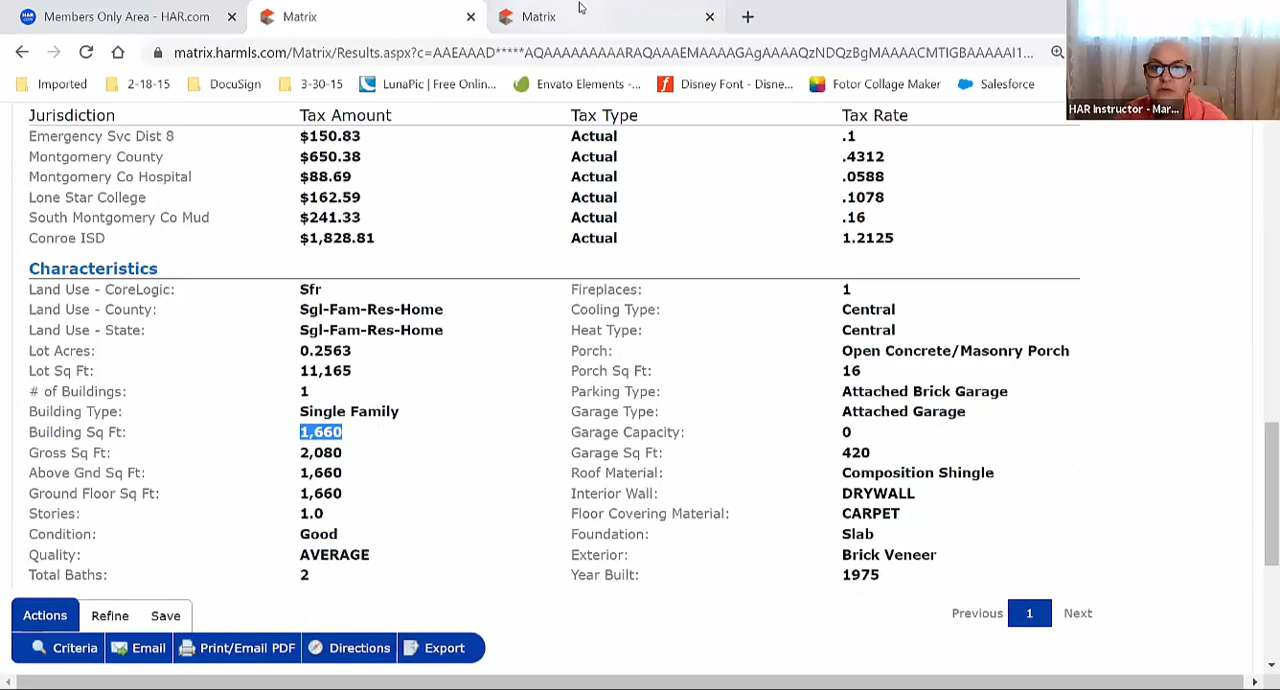 Members Only Area - HAR.com
Matrix
Matrix
matrix.harmls.com/Matrix/Results.aspx?c=AAEAAAD*****AQAAAAAAAAARAQAAAEMAAAAGAgAAAAQzNDQzBgMAAAACMTIGBAAAAAI1...
Imported
2-18-15
DocuSign
3-30-15
LunaPic | Free Onlin...
Envato Elements -...
Disney Font - Disne...
Fotor Collage Maker
Salesforce
HAR Instructor - Mar...
Jurisdiction Tax Amount Tax Type Tax Rate
Emergency Svc Dist 8 $150.83 Actual .1
Montgomery County $650.38 Actual .4312
Montgomery Co Hospital $88.69 Actual .0588
Lone Star College $162.59 Actual .1078
South Montgomery Co Mud $241.33 Actual .16
Conroe ISD $1,828.81 Actual 1.2125
Characteristics
Land Use - CoreLogic: Sfr Fireplaces: 1
Land Use - County: Sgl-Fam-Res-Home Cooling Type: Central
Land Use - State: Sgl-Fam-Res-Home Heat Type: Central
Lot Acres: 0.2563 Porch: Open Concrete/Masonry Porch
Lot Sq Ft: 11,165 Porch Sq Ft: 16
# of Buildings: 1 Parking Type: Attached Brick Garage
Building Type: Single Family Garage Type: Attached Garage
Building Sq Ft: 1,660 Garage Capacity: 0
Gross Sq Ft: 2,080 Garage Sq Ft: 420
Above Gnd Sq Ft: 1,660 Roof Material: Composition Shingle
Ground Floor Sq Ft: 1,660 Interior Wall: DRYWALL
Stories: 1.0 Floor Covering Material: CARPET
Condition: Good Foundation: Slab
Quality: AVERAGE Exterior: Brick Veneer
Total Baths: 2 Year Built: 1975
Actions Refine Save Previous 1 Next
Criteria Email Print/Email PDF Directions Export